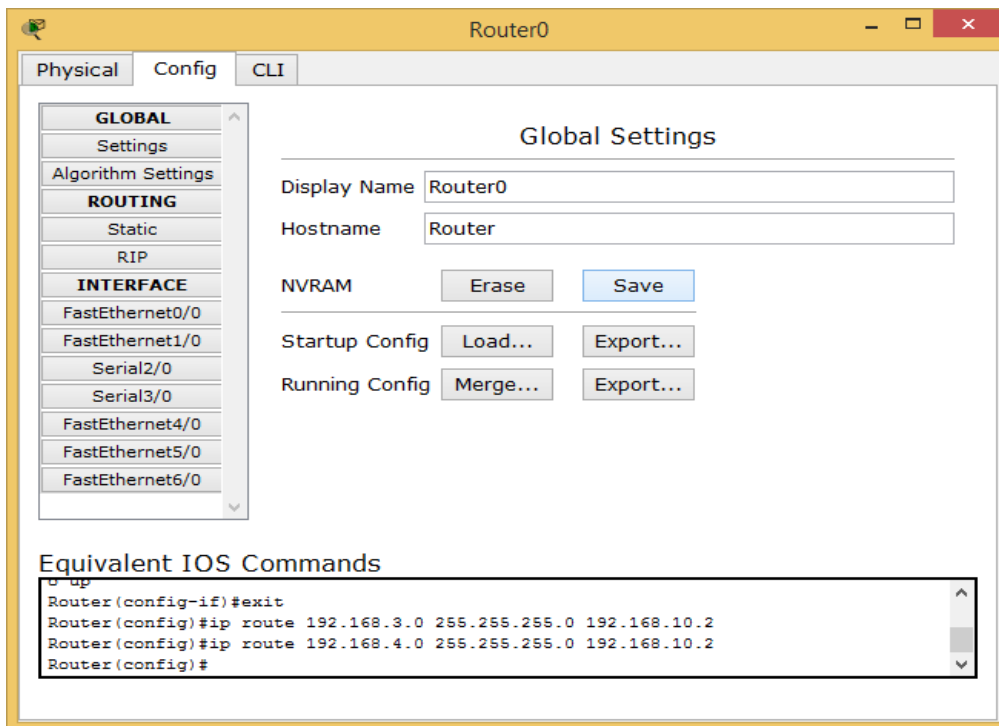 Router0
Physical Config CLI
GLOBAL
Settings
Algorithm Settings
ROUTING
Static
RIP
INTERFACE
FastEthernet0/0
FastEthernet1/0
Serial2/0
Serial3/0
FastEthernet4/0
FastEthernet5/0
FastEthernet6/0
Global Settings
Display Name Router0
Hostname Router
NVRAM Erase Save
Startup Config Load... Export...
Running Config Merge... Export...
Equivalent IOS Commands
o up
Router(config-if)#exit
Router(config)#ip route 192.168.3.0 255.255.255.0 192.168.10.2
Router(config)#ip route 192.168.4.0 255.255.255.0 192.168.10.2
Router(config)#